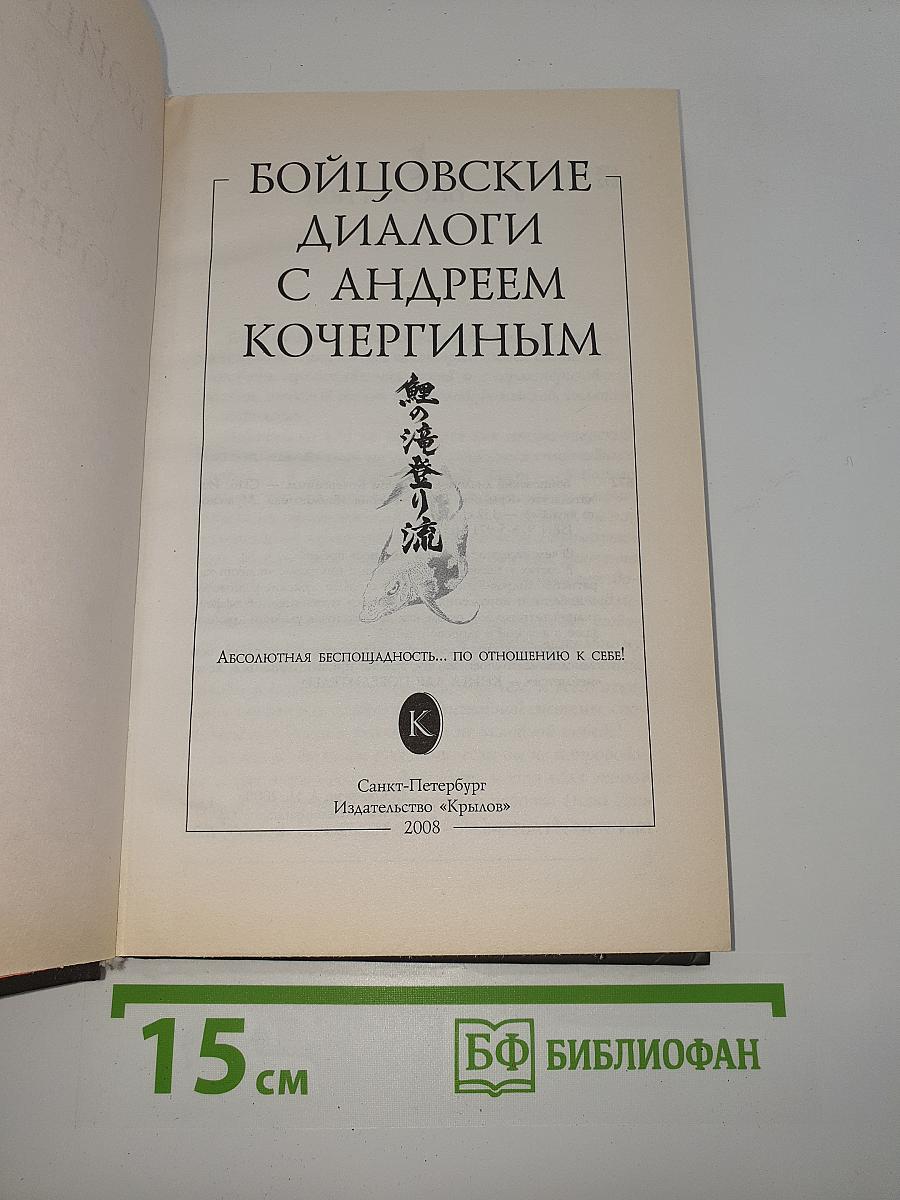 БОЙЦОВСКИЕ
ДИАЛОГИ
С АНДРЕЕМ
КОЧЕРГИНЫМ
鯉の滝登り流
Абсолютная беспощадность... по отношению к себе!
К
Санкт-Петербург
Издательство «Крылов»
2008
15 см
БФ БИБЛИОФАН